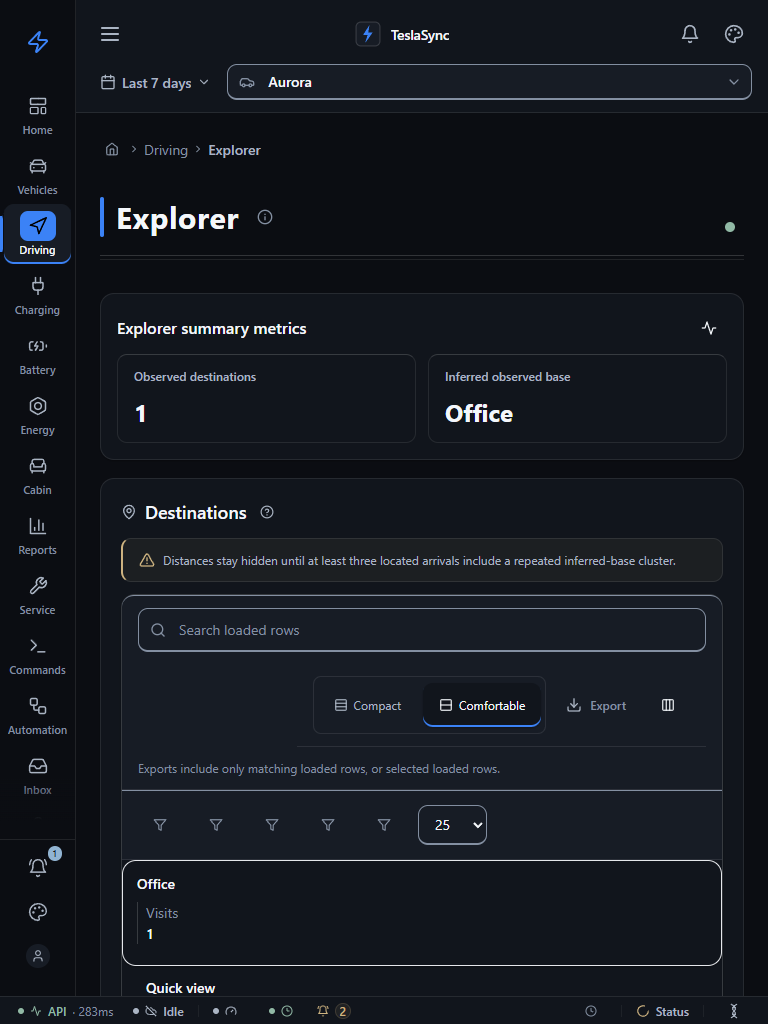 TeslaSync
Last 7 days
Aurora
Home
Vehicles
Driving
Charging
Battery
Energy
Cabin
Reports
Service
Commands
Automation
Inbox
1
Driving
Explorer
Explorer
Explorer summary metrics
Observed destinations
1
Inferred observed base
Office
Destinations
Distances stay hidden until at least three located arrivals include a repeated inferred-base cluster.
Search loaded rows
Compact
Comfortable
Export
Exports include only matching loaded rows, or selected loaded rows.
25
Office
Visits
1
Quick view
API · 283ms
Idle
2
Status